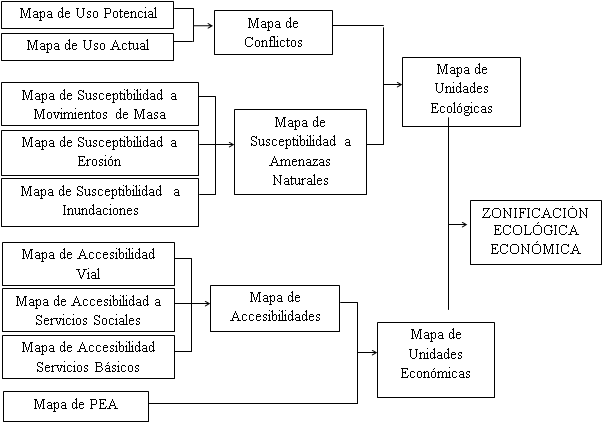 Mapa de Uso Potencial
Mapa de Uso Actual
Mapa de
Conflictos
Mapa de Susceptibilidad a
Movimientos de Masa
Mapa de Susceptibilidad a
Erosión
Mapa de Susceptibilidad a
Inundaciones
Mapa de
Susceptibilidad a
Amenazas
Naturales
Mapa de
Unidades
Ecológicas
Mapa de Accesibilidad
Vial
Mapa de Accesibilidad a
Servicios Sociales
Mapa de Accesibilidad
Servicios Básicos
Mapa de
Accesibilidades
Mapa de PEA
Mapa de
Unidades
Económicas
ZONIFICACIÓN
ECOLÓGICA
ECONÓMICA